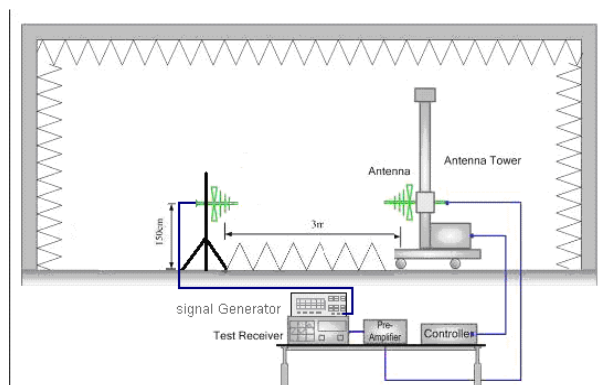 Antenna Tower
Antenna
3m
150cm
signal Generator
Test Receiver
Pre-
Amplifier
Controller